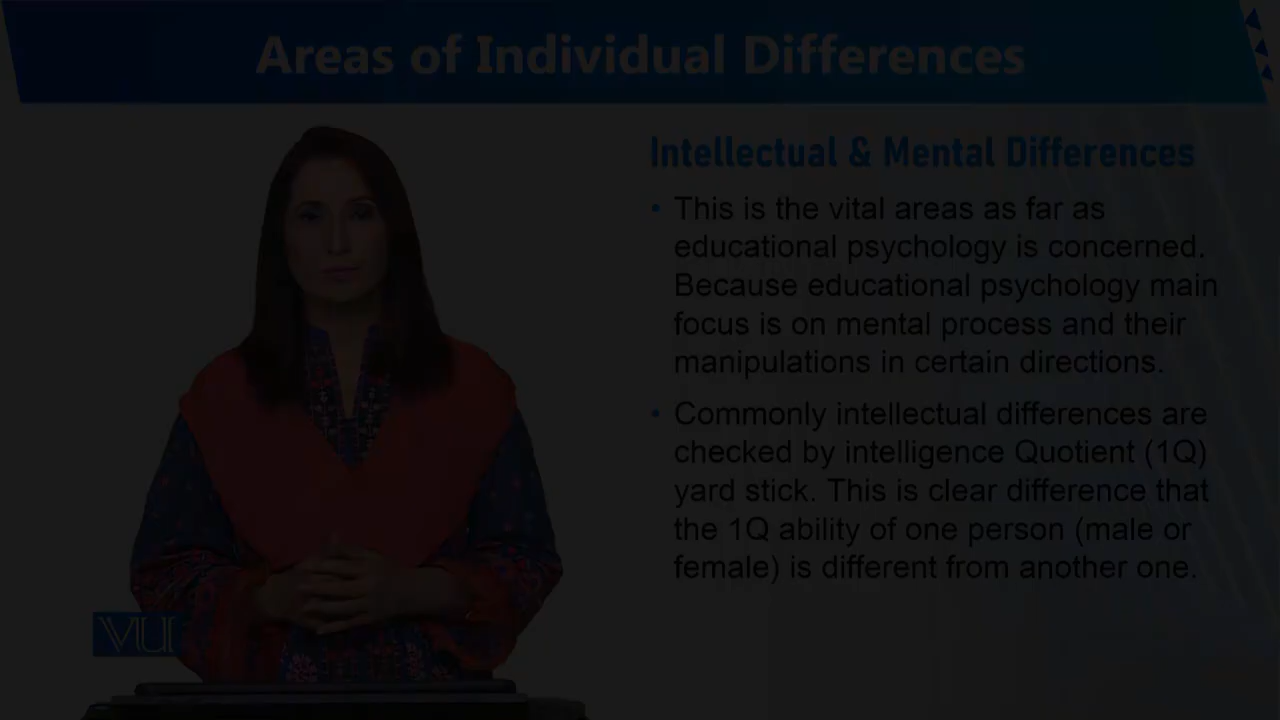 Areas of Individual Differences
Intellectual & Mental Differences
• This is the vital areas as far as
educational psychology is concerned.
Because educational psychology main
focus is on mental process and their
manipulations in certain directions.
• Commonly intellectual differences are
checked by intelligence Quotient (1Q)
yard stick. This is clear difference that
the 1Q ability of one person (male or
female) is different from another one.
VU